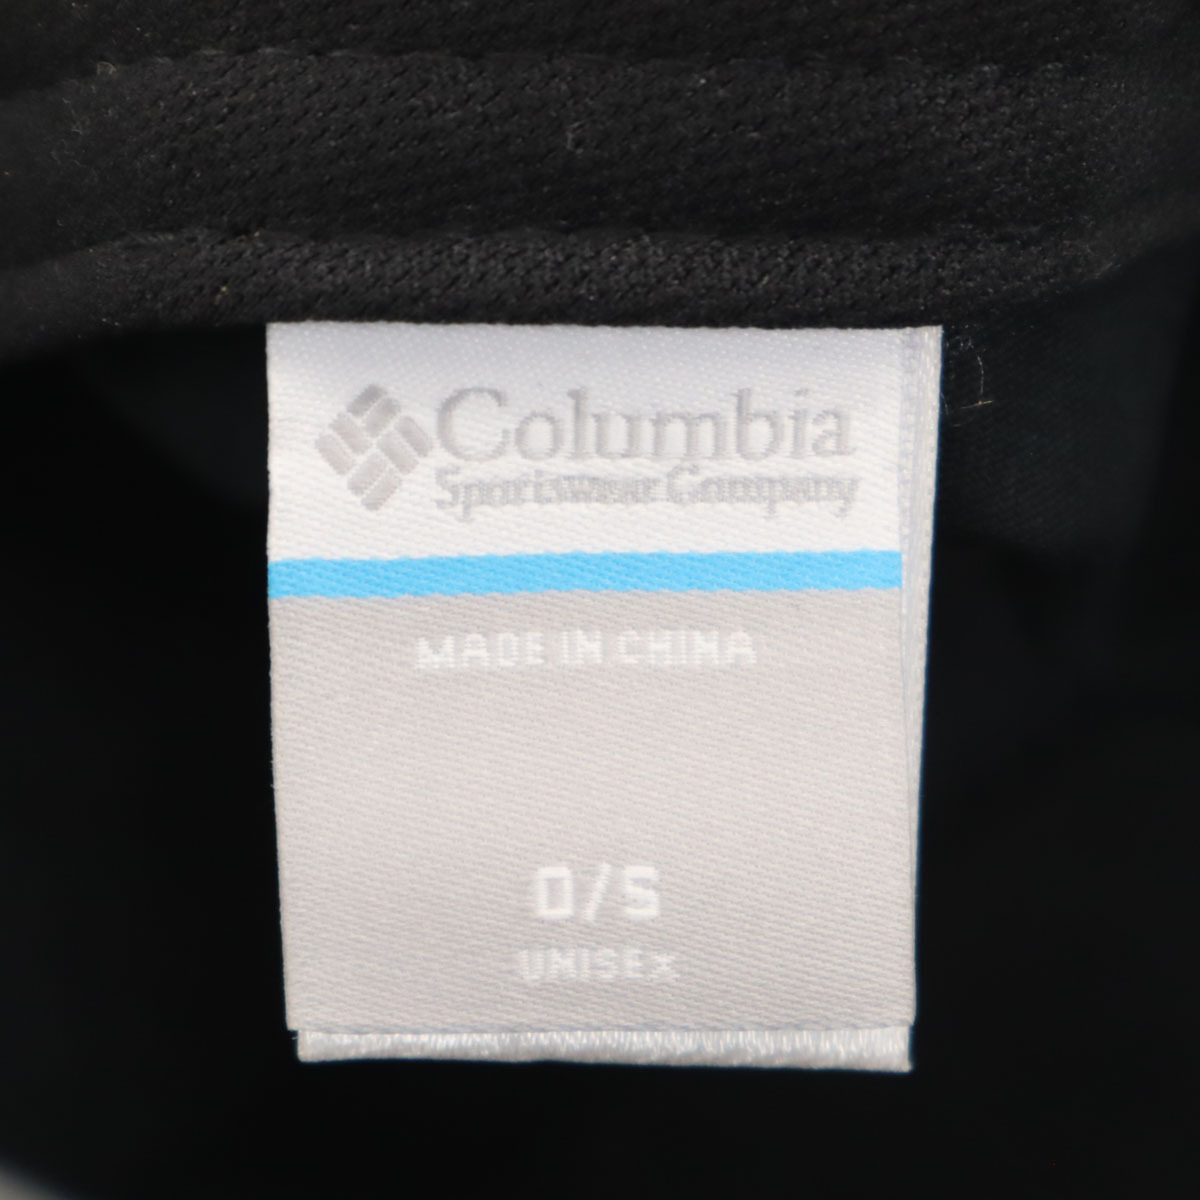 Columbia
Sportswear Company
MADE IN CHINA
O/S
UNISEX